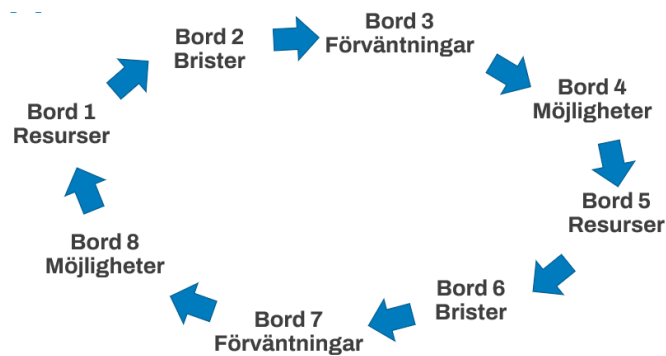 Bord 1
Resurser
Bord 2
Brister
Bord 3
Förväntningar
Bord 4
Möjligheter
Bord 5
Resurser
Bord 6
Brister
Bord 7
Förväntningar
Bord 8
Möjligheter